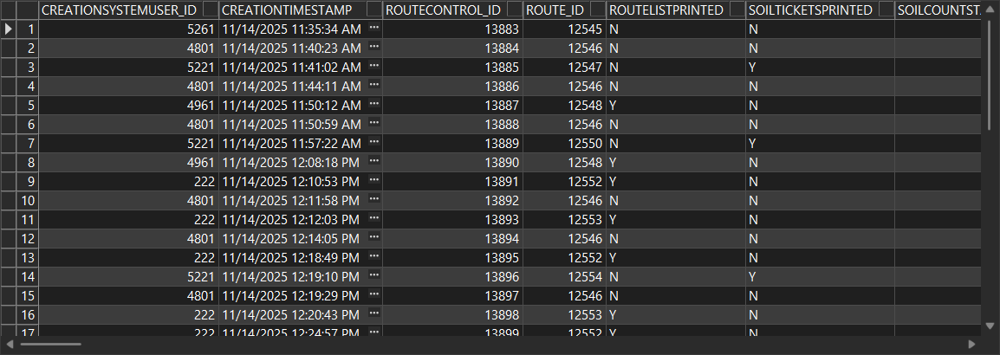 CREATIONSYSTEMUSER_ID CREATIONTIMESTAMP ROUTECONTROL_ID ROUTE_ID ROUTELISTPRINTED SOILTICKETSPRINTED SOILCOUNTST
1 5261 11/14/2025 11:35:34 AM ··· 13883 12545 N N
2 4801 11/14/2025 11:40:23 AM ··· 13884 12546 N N
3 5221 11/14/2025 11:41:02 AM ··· 13885 12547 N Y
4 4801 11/14/2025 11:44:11 AM ··· 13886 12546 N N
5 4961 11/14/2025 11:50:12 AM ··· 13887 12548 Y N
6 4801 11/14/2025 11:50:59 AM ··· 13888 12546 N N
7 5221 11/14/2025 11:57:22 AM ··· 13889 12550 N Y
8 4961 11/14/2025 12:08:18 PM ··· 13890 12548 Y N
9 222 11/14/2025 12:10:53 PM ··· 13891 12552 Y N
10 4801 11/14/2025 12:11:58 PM ··· 13892 12546 N N
11 222 11/14/2025 12:12:03 PM ··· 13893 12553 Y N
12 4801 11/14/2025 12:14:05 PM ··· 13894 12546 N N
13 222 11/14/2025 12:18:49 PM ··· 13895 12552 Y N
14 5221 11/14/2025 12:19:10 PM ··· 13896 12554 N Y
15 4801 11/14/2025 12:19:29 PM ··· 13897 12546 N N
16 222 11/14/2025 12:20:43 PM ··· 13898 12553 Y N
17 222 11/14/2025 12:24:57 PM ··· 13899 12552 Y N